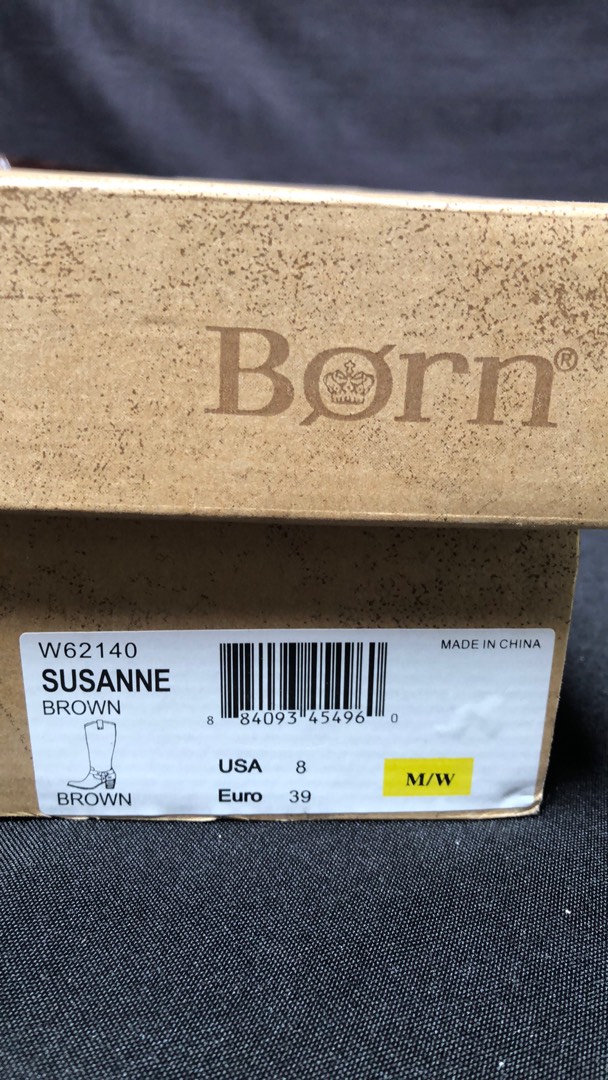 Børn®
W62140
SUSANNE
BROWN
BROWN
8 84093 45496 0
MADE IN CHINA
USA 8
Euro 39
M/W